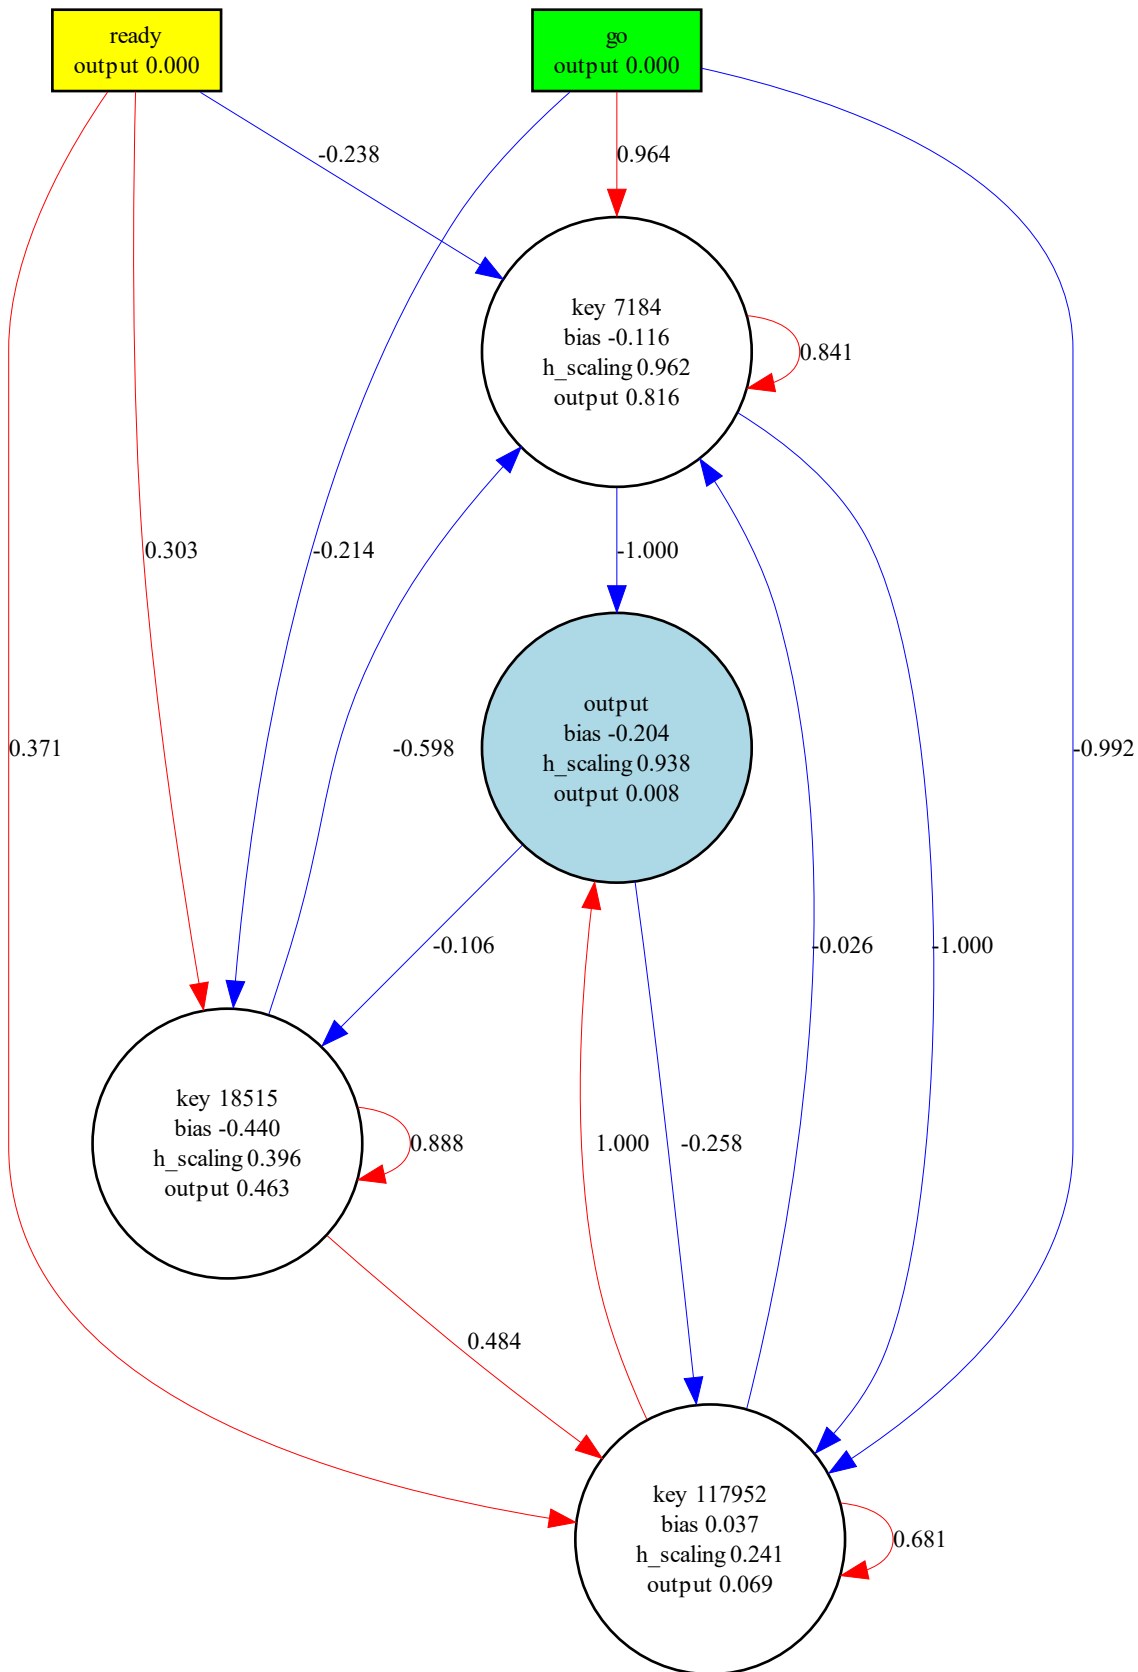 ready
output 0.000
go
output 0.000
-0.238
0.964
key 7184
bias -0.116
h_scaling 0.962
output 0.816
0.841
0.303
-0.214
-1.000
output
bias -0.204
h_scaling 0.938
output 0.008
0.371
-0.598
-0.992
-0.106
-0.026
-1.000
key 18515
bias -0.440
h_scaling 0.396
output 0.463
0.888
1.000
-0.258
0.484
key 117952
bias 0.037
h_scaling 0.241
output 0.069
0.681